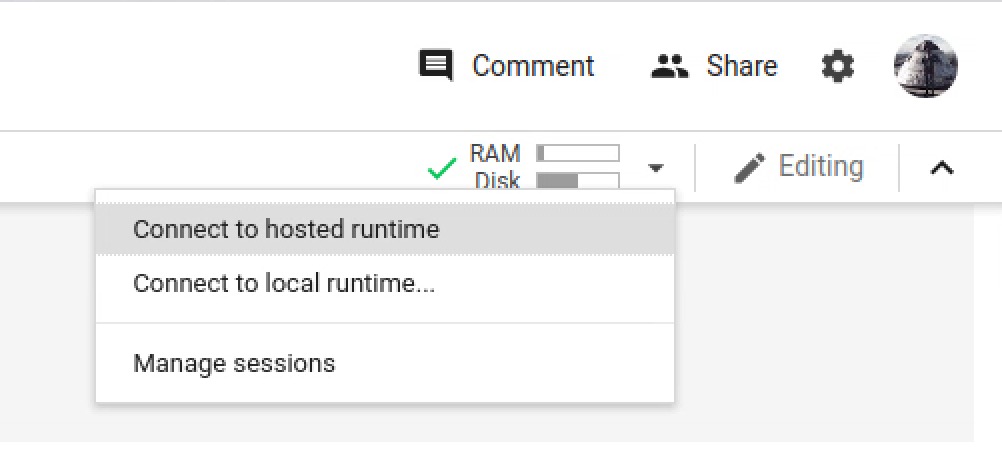 Comment Share
RAM
Disk
Editing
Connect to hosted runtime
Connect to local runtime...
Manage sessions